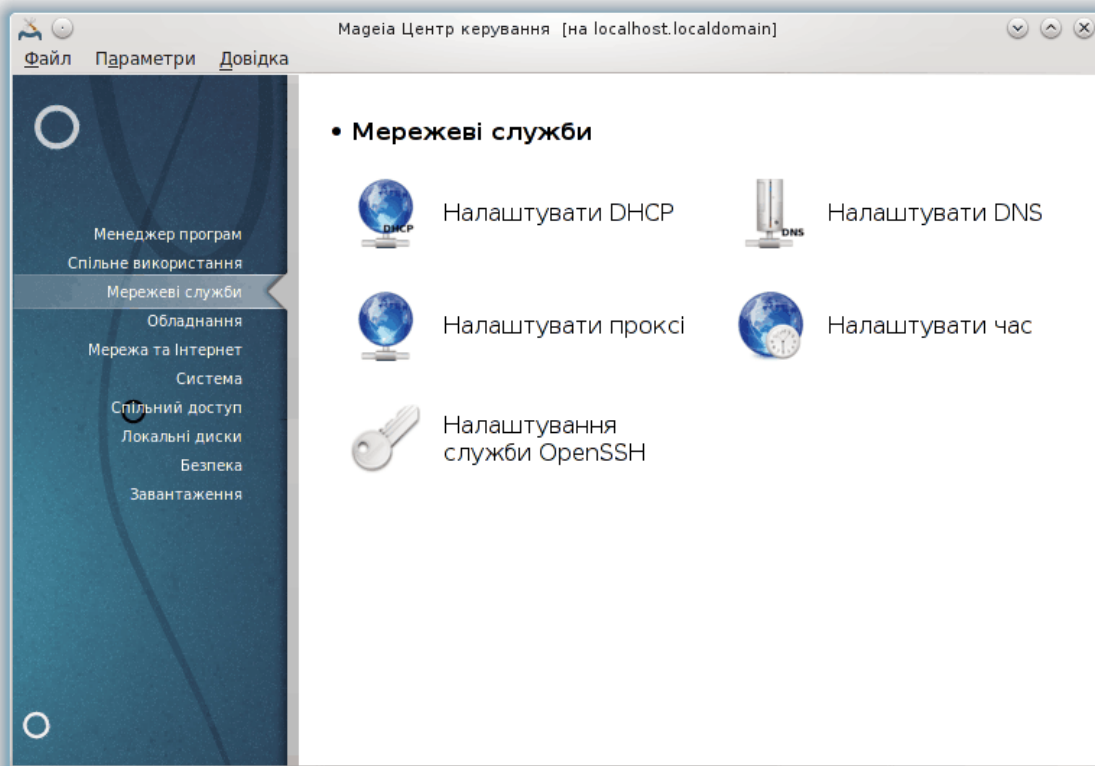 Mageia Центр керування [на localhost.localdomain]
Файл Параметри Довідка
Менеджер програм
Спільне використання
Мережеві служби
Обладнання
Мережа та Інтернет
Система
Спільний доступ
Локальні диски
Безпека
Завантаження
• Мережеві служби
DHCP
Налаштувати DHCP
DNS
Налаштувати DNS
Налаштувати проксі
Налаштувати час
Налаштування
служби OpenSSH